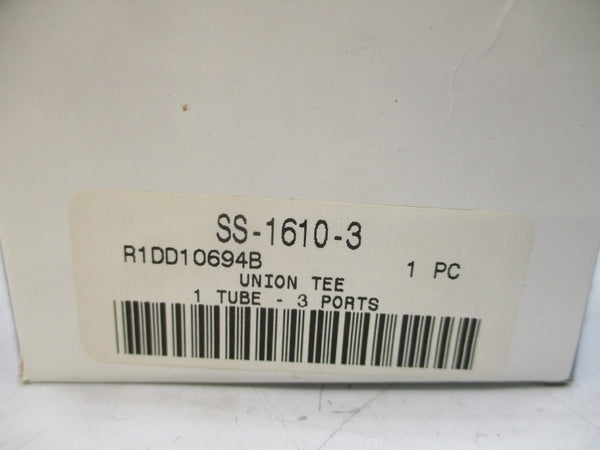 SS-1610-3
R1DD10694B 1 PC
UNION TEE
1 TUBE - 3 PORTS